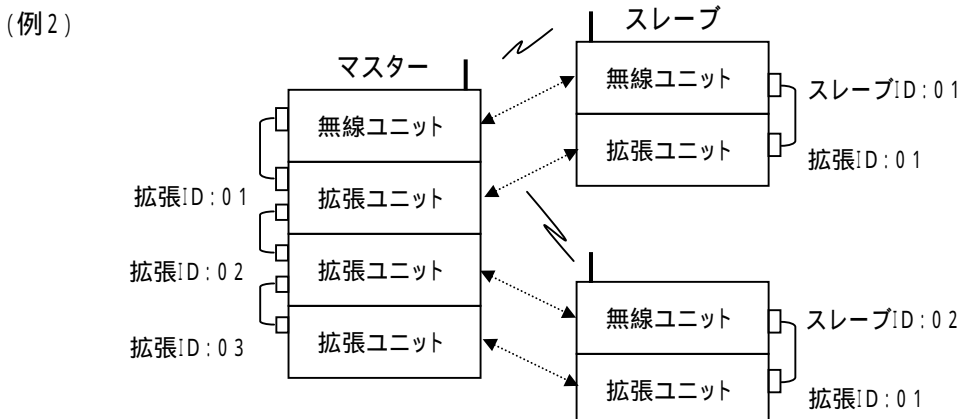 (例2)
スレーブ
マスター
無線ユニット
スレーブID:01
無線ユニット
拡張ユニット
拡張ID:01
拡張ID:01
拡張ユニット
拡張ID:02
拡張ユニット
無線ユニット
スレーブID:02
拡張ID:03
拡張ユニット
拡張ユニット
拡張ID:01